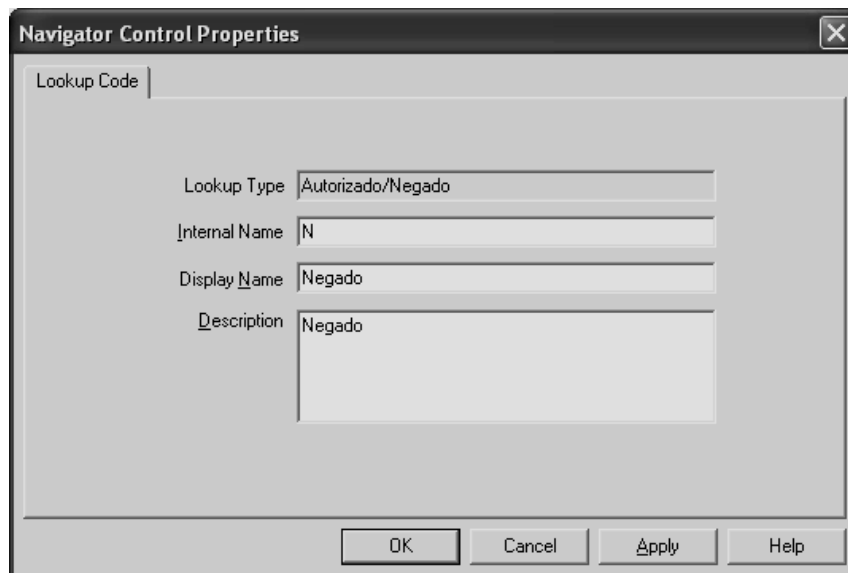 Navigator Control Properties
Lookup Code
Lookup Type Autorizado/Negado
Internal Name N
Display Name Negado
Description Negado
OK Cancel Apply Help